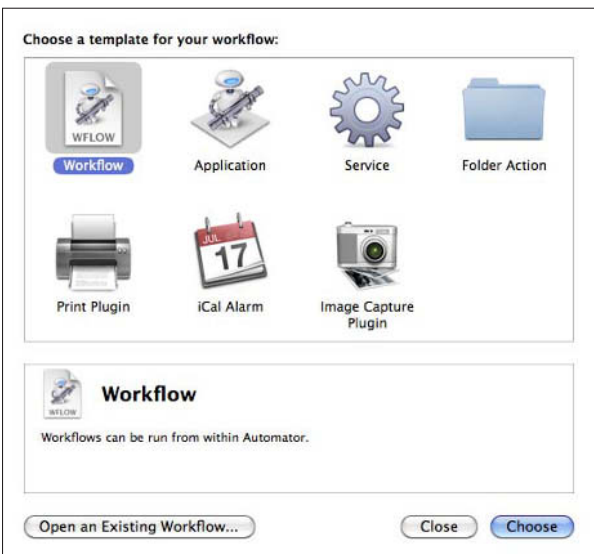 Choose a template for your workflow:
WFLOW
Workflow
Application
Service
Folder Action
JUL
17
Print Plugin
iCal Alarm
Image Capture
Plugin
WFLOW
Workflow
Workflows can be run from within Automator.
Open an Existing Workflow...
Close
Choose